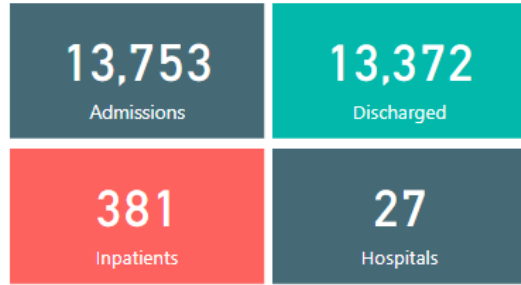 13,753
Admissions
13,372
Discharged
381
Inpatients
27
Hospitals